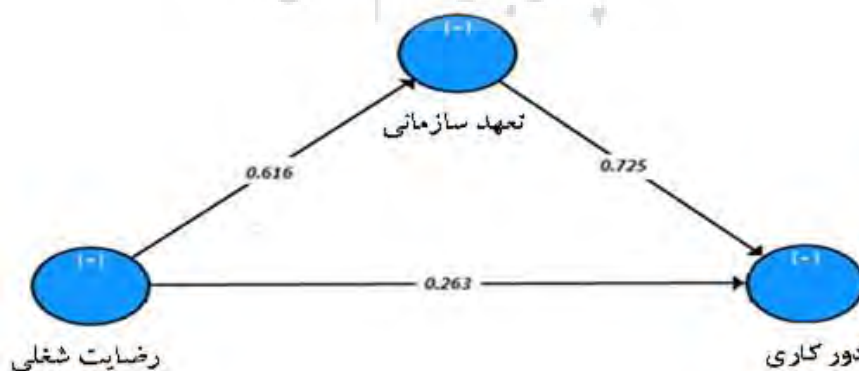 [-]
تعهد سازمانی
0.616
0.725
[-]
0.263
[-]
رضایت شغلی
دور کاری